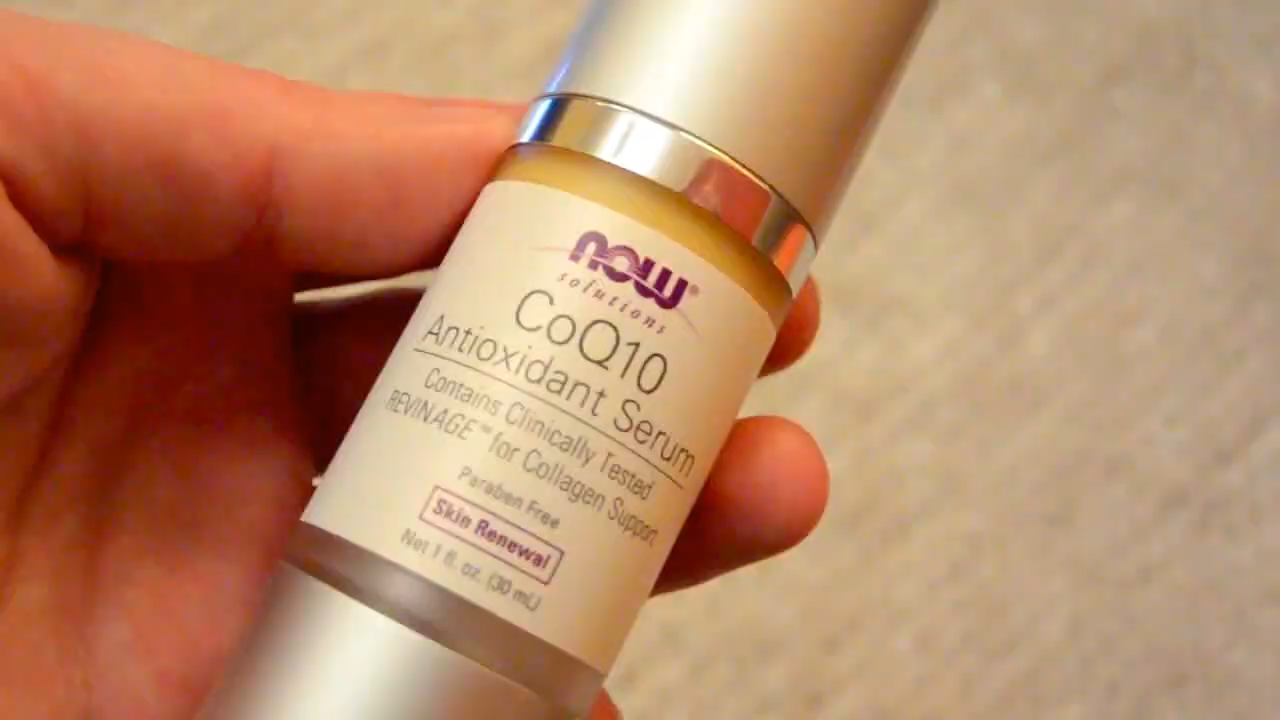 now®
solutions
CoQ10
Antioxidant Serum
Contains Clinically Tested
REVINAGE™ for Collagen Support
Paraben Free
Skin Renewal
Net 1 fl. oz. (30 mL)